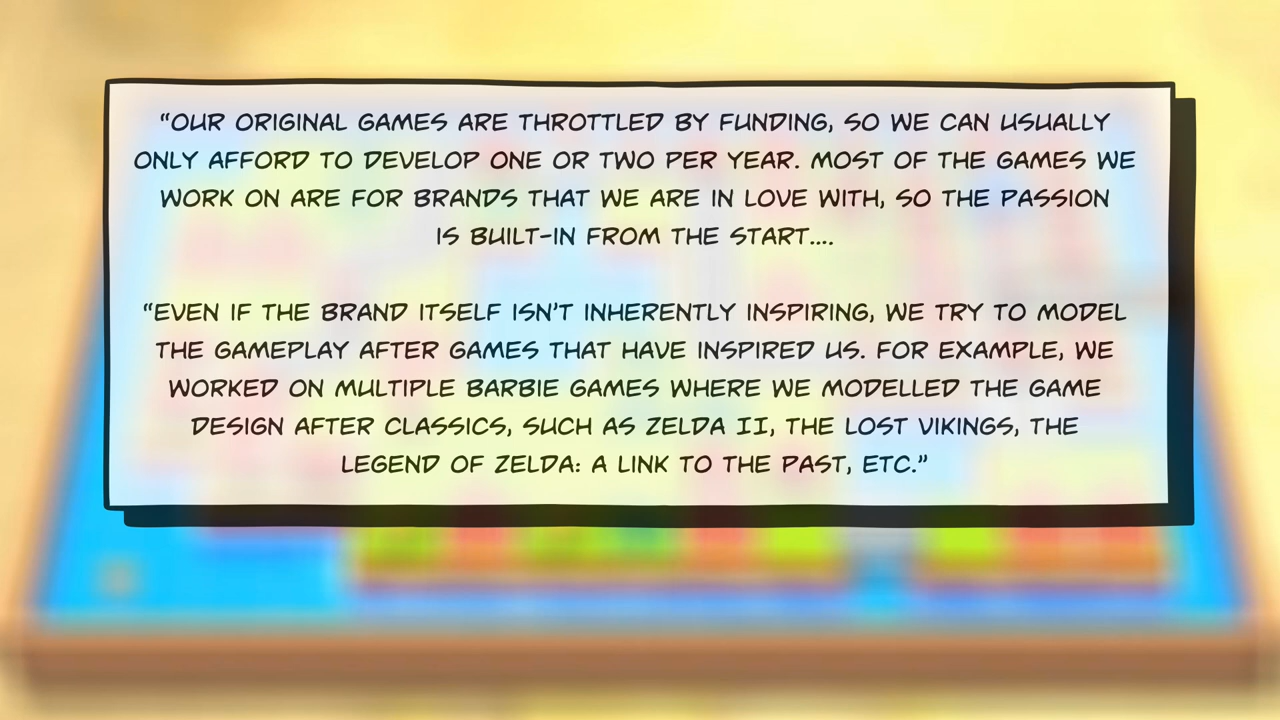 “OUR ORIGINAL GAMES ARE THROTTLED BY FUNDING, SO WE CAN USUALLY
ONLY AFFORD TO DEVELOP ONE OR TWO PER YEAR. MOST OF THE GAMES WE
WORK ON ARE FOR BRANDS THAT WE ARE IN LOVE WITH, SO THE PASSION
IS BUILT-IN FROM THE START....
“EVEN IF THE BRAND ITSELF ISN'T INHERENTLY INSPIRING, WE TRY TO MODEL
THE GAMEPLAY AFTER GAMES THAT HAVE INSPIRED US. FOR EXAMPLE, WE
WORKED ON MULTIPLE BARBIE GAMES WHERE WE MODELLED THE GAME
DESIGN AFTER CLASSICS, SUCH AS ZELDA II, THE LOST VIKINGS, THE
LEGEND OF ZELDA: A LINK TO THE PAST, ETC.”